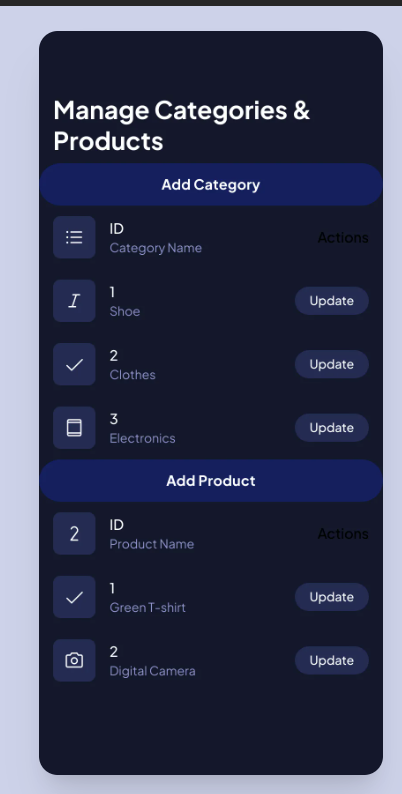 Manage Categories &
Products
Add Category
ID
Category Name
Actions
1
Shoe
Update
2
Clothes
Update
3
Electronics
Update
Add Product
2
ID
Product Name
Actions
1
Green T-shirt
Update
2
Digital Camera
Update